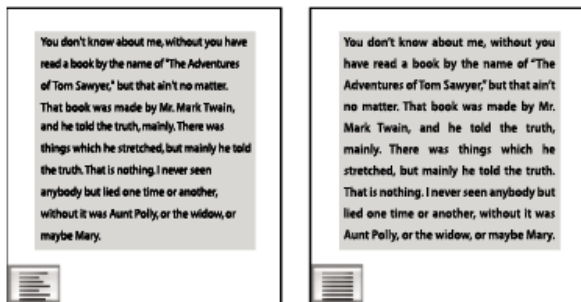 You don't know about me, without you have
read a book by the name of "The Adventures
of Tom Sawyer," but that ain't no matter.
That book was made by Mr. Mark Twain,
and he told the truth, mainly. There was
things which he stretched, but mainly he told
the truth. That is nothing. I never seen
anybody but lied one time or another,
without it was Aunt Polly, or the widow, or
maybe Mary.
You don't know about me, without you
have read a book by the name of "The
Adventures of Tom Sawyer," but that ain't
no matter. That book was made by Mr.
Mark Twain, and he told the truth,
mainly. There was things which he
stretched, but mainly he told the truth.
That is nothing. I never seen anybody but
lied one time or another, without it was
Aunt Polly, or the widow, or maybe Mary.